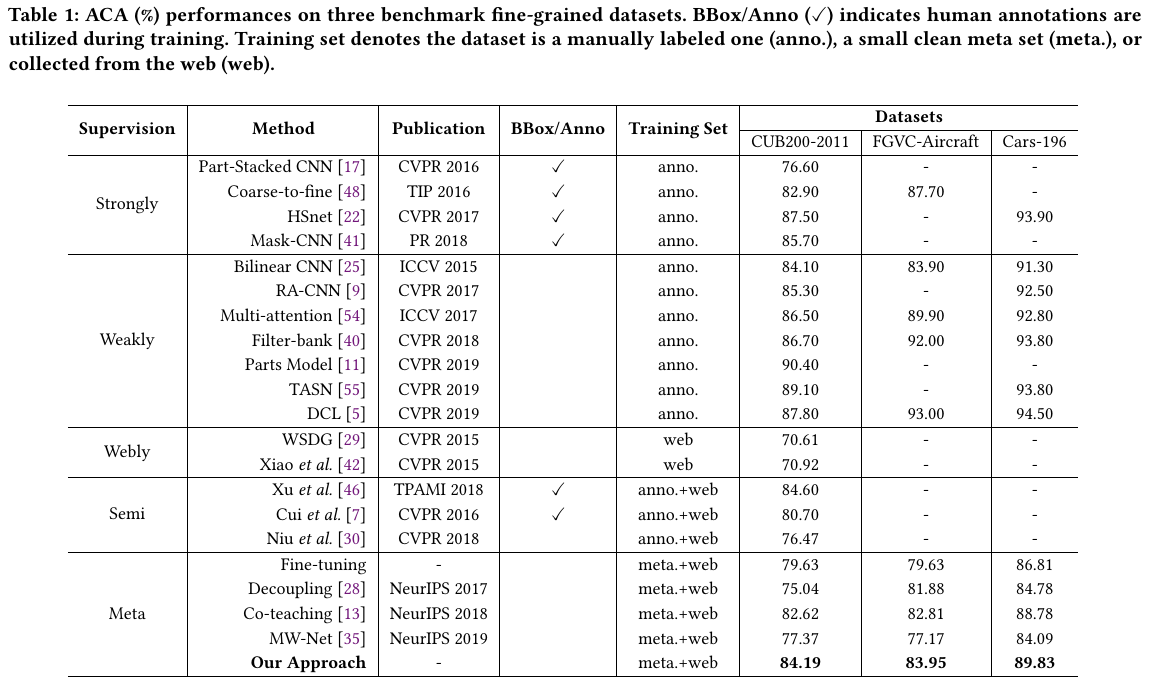 Table 1: ACA (%) performances on three benchmark fine-grained datasets. BBox/Anno (✓) indicates human annotations are
utilized during training. Training set denotes the dataset is a manually labeled one (anno.), a small clean meta set (meta.), or
collected from the web (web).
Supervision Method Publication BBox/Anno Training Set Datasets
CUB200-2011 FGVC-Aircraft Cars-196
Strongly
Part-Stacked CNN [17] CVPR 2016 ✓ anno. 76.60 - -
Coarse-to-fine [48] TIP 2016 ✓ anno. 82.90 87.70 -
HSnet [22] CVPR 2017 ✓ anno. 87.50 - 93.90
Mask-CNN [41] PR 2018 ✓ anno. 85.70 - -
Weakly
Bilinear CNN [25] ICCV 2015 anno. 84.10 83.90 91.30
RA-CNN [9] CVPR 2017 anno. 85.30 - 92.50
Multi-attention [54] ICCV 2017 anno. 86.50 89.90 92.80
Filter-bank [40] CVPR 2018 anno. 86.70 92.00 93.80
Parts Model [11] CVPR 2019 anno. 90.40 - -
TASN [55] CVPR 2019 anno. 89.10 - 93.80
DCL [5] CVPR 2019 anno. 87.80 93.00 94.50
Webly
WSDG [29] CVPR 2015 web 70.61 - -
Xiao et al. [42] CVPR 2015 web 70.92 - -
Semi
Xu et al. [46] TPAMI 2018 ✓ anno.+web 84.60 - -
Cui et al. [7] CVPR 2016 ✓ anno.+web 80.70 - -
Niu et al. [30] CVPR 2018 anno.+web 76.47 - -
Meta
Fine-tuning - meta.+web 79.63 79.63 86.81
Decoupling [28] NeurIPS 2017 meta.+web 75.04 81.88 84.78
Co-teaching [13] NeurIPS 2018 meta.+web 82.62 82.81 88.78
MW-Net [35] NeurIPS 2019 meta.+web 77.37 77.17 84.09
Our Approach - meta.+web 84.19 83.95 89.83